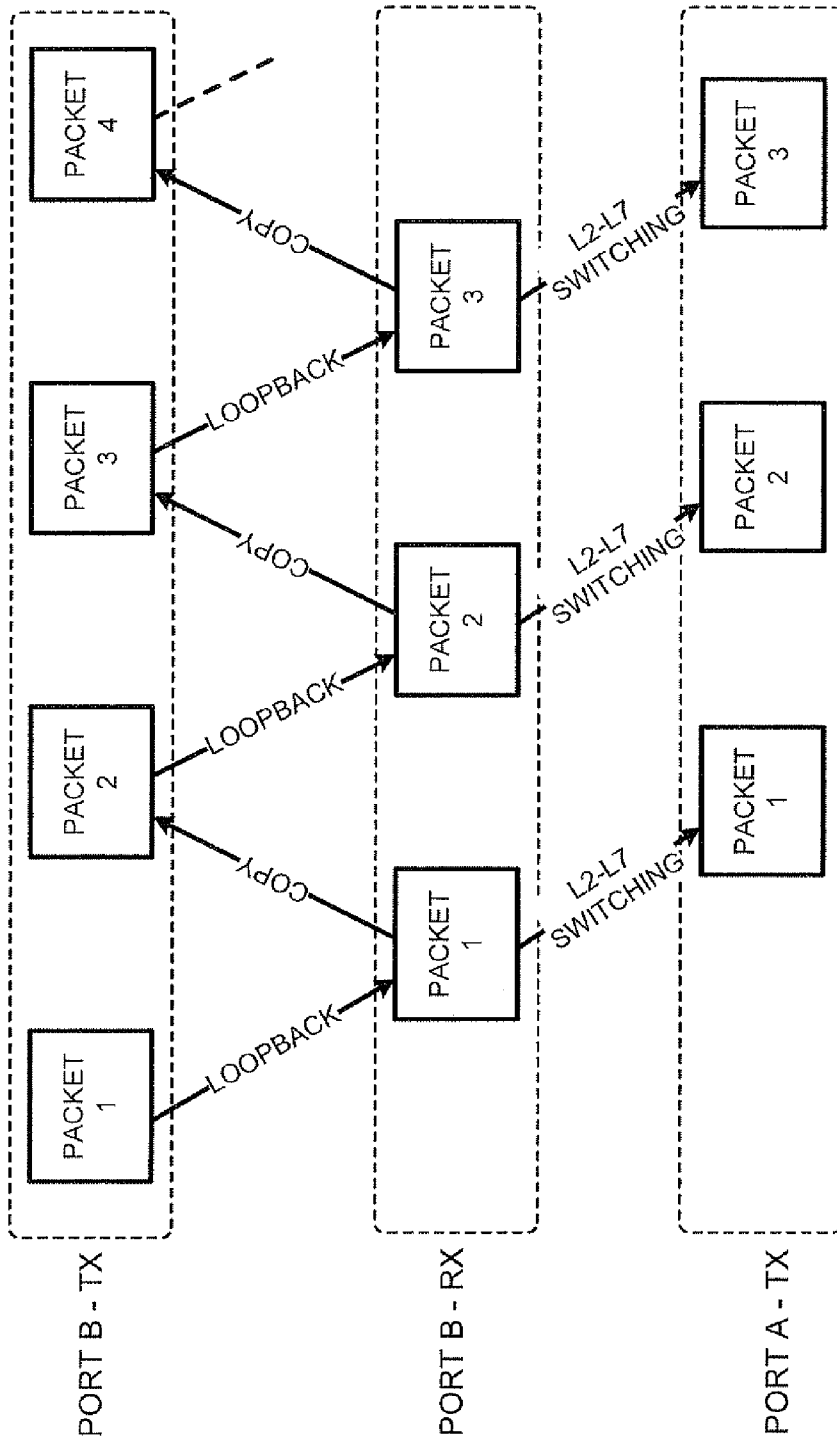 PORT B - TX
PACKET
1
PACKET
2
PACKET
3
PACKET
4
LOOPBACK
COPY
LOOPBACK
COPY
LOOPBACK
COPY
PORT B - RX
PACKET
1
PACKET
2
PACKET
3
L2-L7
SWITCHING
L2-L7
SWITCHING
L2-L7
SWITCHING
PORT A - TX
PACKET
1
PACKET
2
PACKET
3